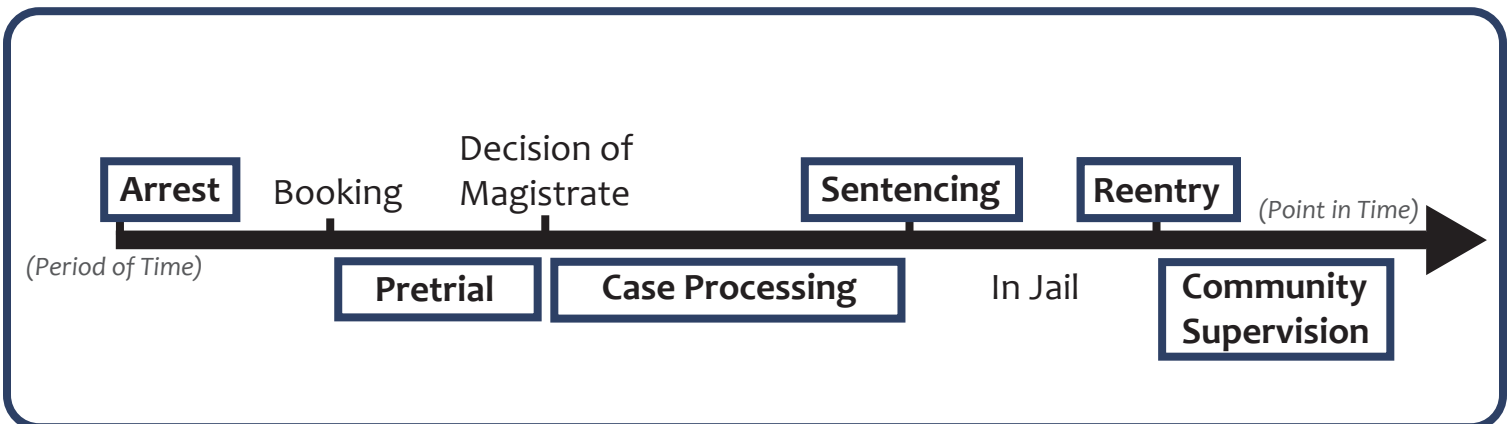 Arrest
Booking
Decision of
Magistrate
Sentencing
Reentry
(Point in Time)
(Period of Time)
Pretrial
Case Processing
In Jail
Community
Supervision